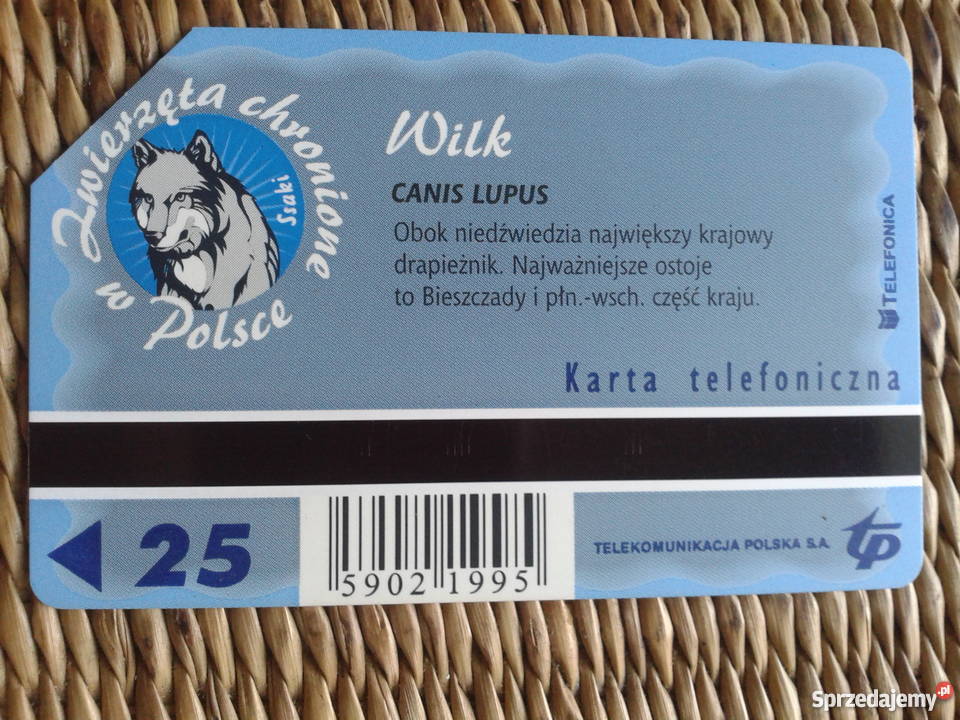 Zwierzęta chronione
w Polsce
Ssaki
Wilk
CANIS LUPUS
Obok niedźwiedzia największy krajowy
drapieżnik. Najważniejsze ostoje
to Bieszczady i płn.-wsch. część kraju.
TELEFONICA
Karta telefoniczna
25
5902 1995
TELEKOMUNIKACJA POLSKA S.A.
tp
Sprzedajemy.pl